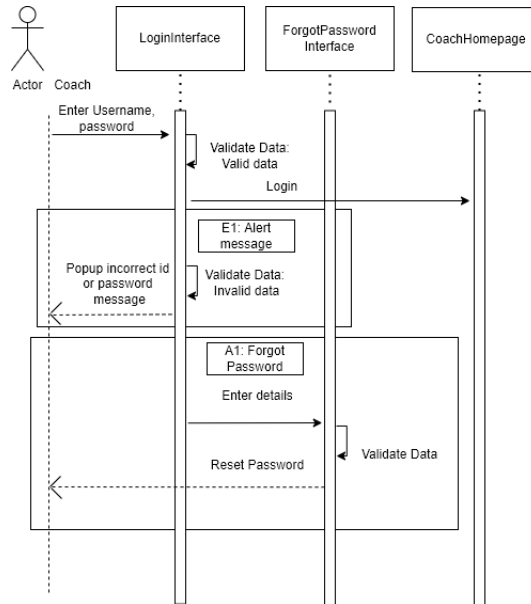 LoginInterface
ForgotPassword
Interface
CoachHomepage
Actor Coach
Enter Username,
password
Validate Data:
Valid data
Login
E1: Alert
message
Popup incorrect id
or password
message
Validate Data:
Invalid data
A1: Forgot
Password
Enter details
Validate Data
Reset Password